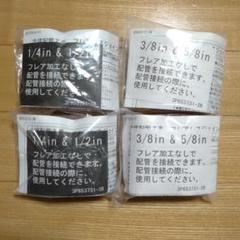 1/4in & 1/2in
フレア加工なしで
配管を接続できます。
配管接続の際に、
使用してください。
3/8in & 5/8in
フレア加工なしで
配管を接続できます。
配管接続の際に、
使用してください。
3P653731-2B
1/4in & 1/2in
フレア加工なしで
配管を接続できます。
配管接続の際に、
使用してください。
3P653731-2B
3/8in & 5/8in
フレア加工なしで
配管を接続できます。
配管接続の際に、
使用してください。
3P653731-2B